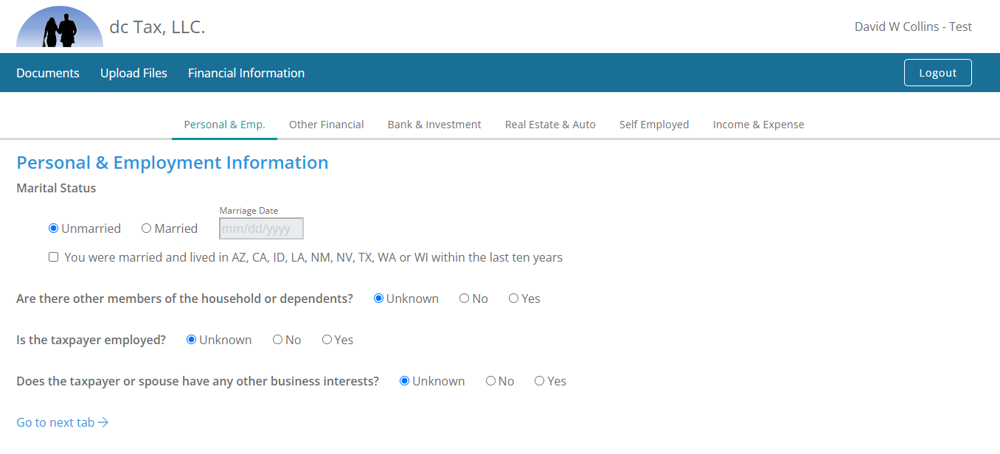 dc Tax, LLC.
David W Collins - Test
Documents Upload Files Financial Information Logout
Personal & Emp. Other Financial Bank & Investment Real Estate & Auto Self Employed Income & Expense
Personal & Employment Information
Marital Status
Marriage Date
Unmarried Married mm/dd/yyyy
You were married and lived in AZ, CA, ID, LA, NM, NV, TX, WA or WI within the last ten years
Are there other members of the household or dependents? Unknown No Yes
Is the taxpayer employed? Unknown No Yes
Does the taxpayer or spouse have any other business interests? Unknown No Yes
Go to next tab